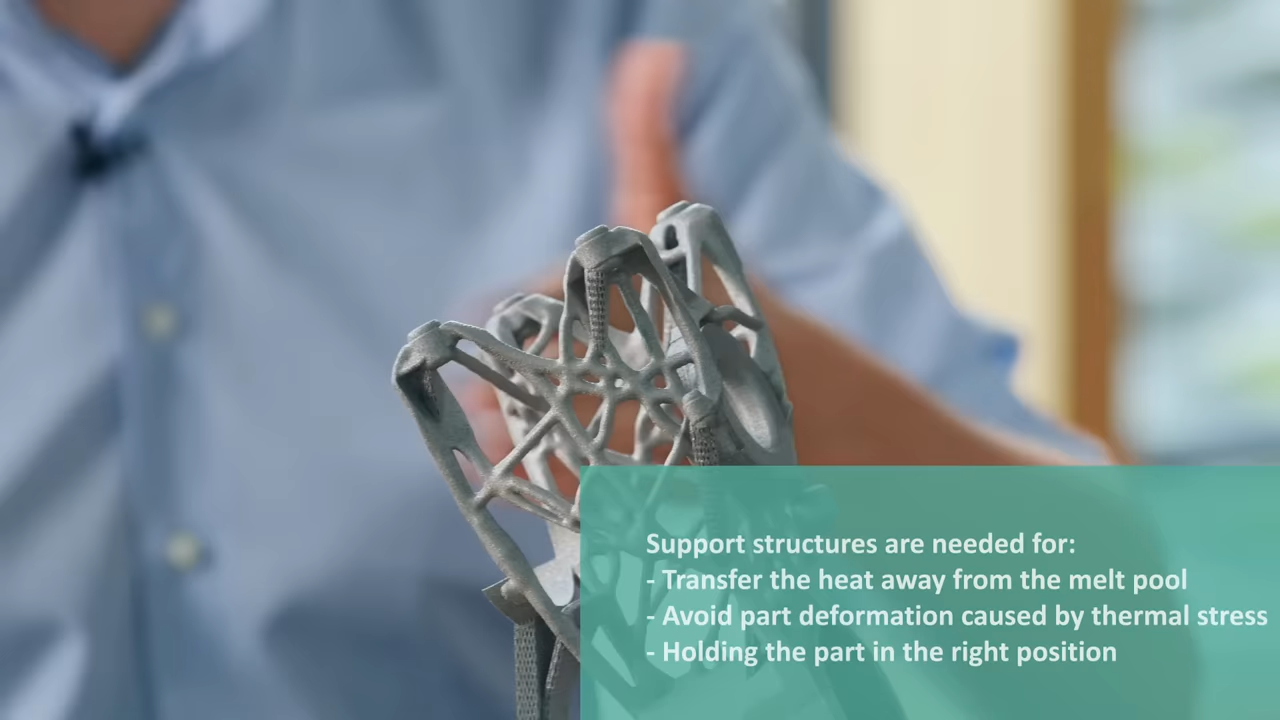 Support structures are needed for:
- Transfer the heat away from the melt pool
- Avoid part deformation caused by thermal stress
- Holding the part in the right position